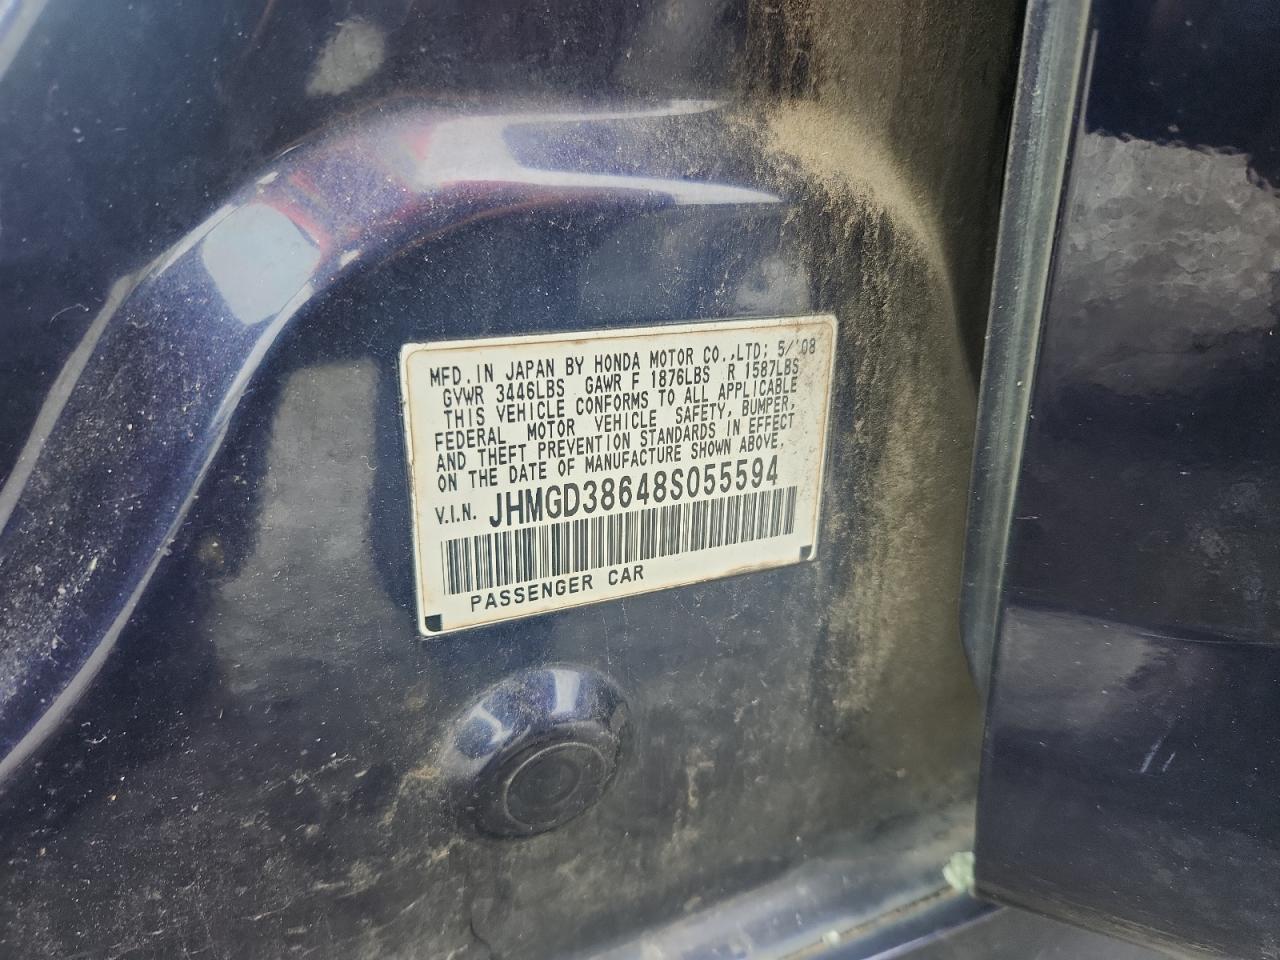 MFD. IN JAPAN BY HONDA MOTOR CO.,LTD; 5/'08
GVWR 3446LBS GAWR F 1876LBS R 1587LBS
THIS VEHICLE CONFORMS TO ALL APPLICABLE
FEDERAL MOTOR VEHICLE SAFETY, BUMPER,
AND THEFT PREVENTION STANDARDS IN EFFECT
ON THE DATE OF MANUFACTURE SHOWN ABOVE.
V.I.N. JHMGD38648S055594
PASSENGER CAR